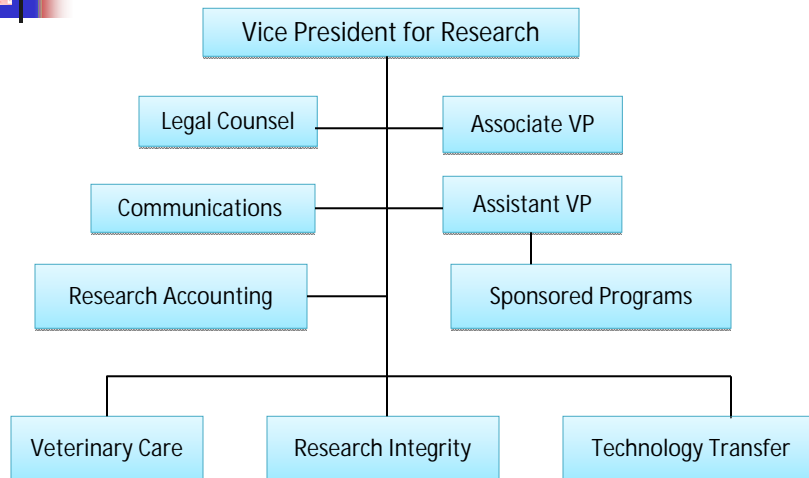 Vice President for Research
Legal Counsel
Associate VP
Communications
Assistant VP
Research Accounting
Sponsored Programs
Veterinary Care
Research Integrity
Technology Transfer